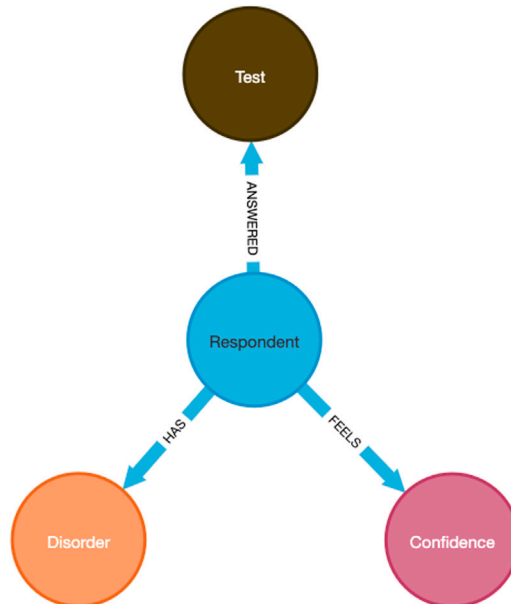 Test
ANSWERED
Respondent
HAS
FEELS
Disorder
Confidence